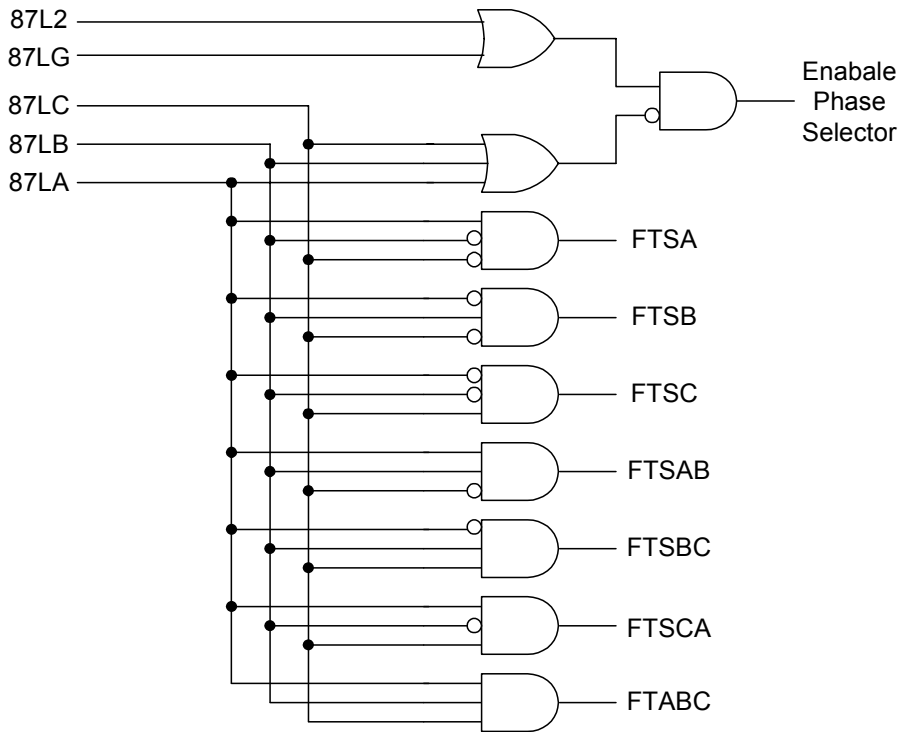 87L2
87LG
87LC
87LB
87LA
Enabale
Phase
Selector
FTSA
FTSB
FTSC
FTSAB
FTSBC
FTSCA
FTABC